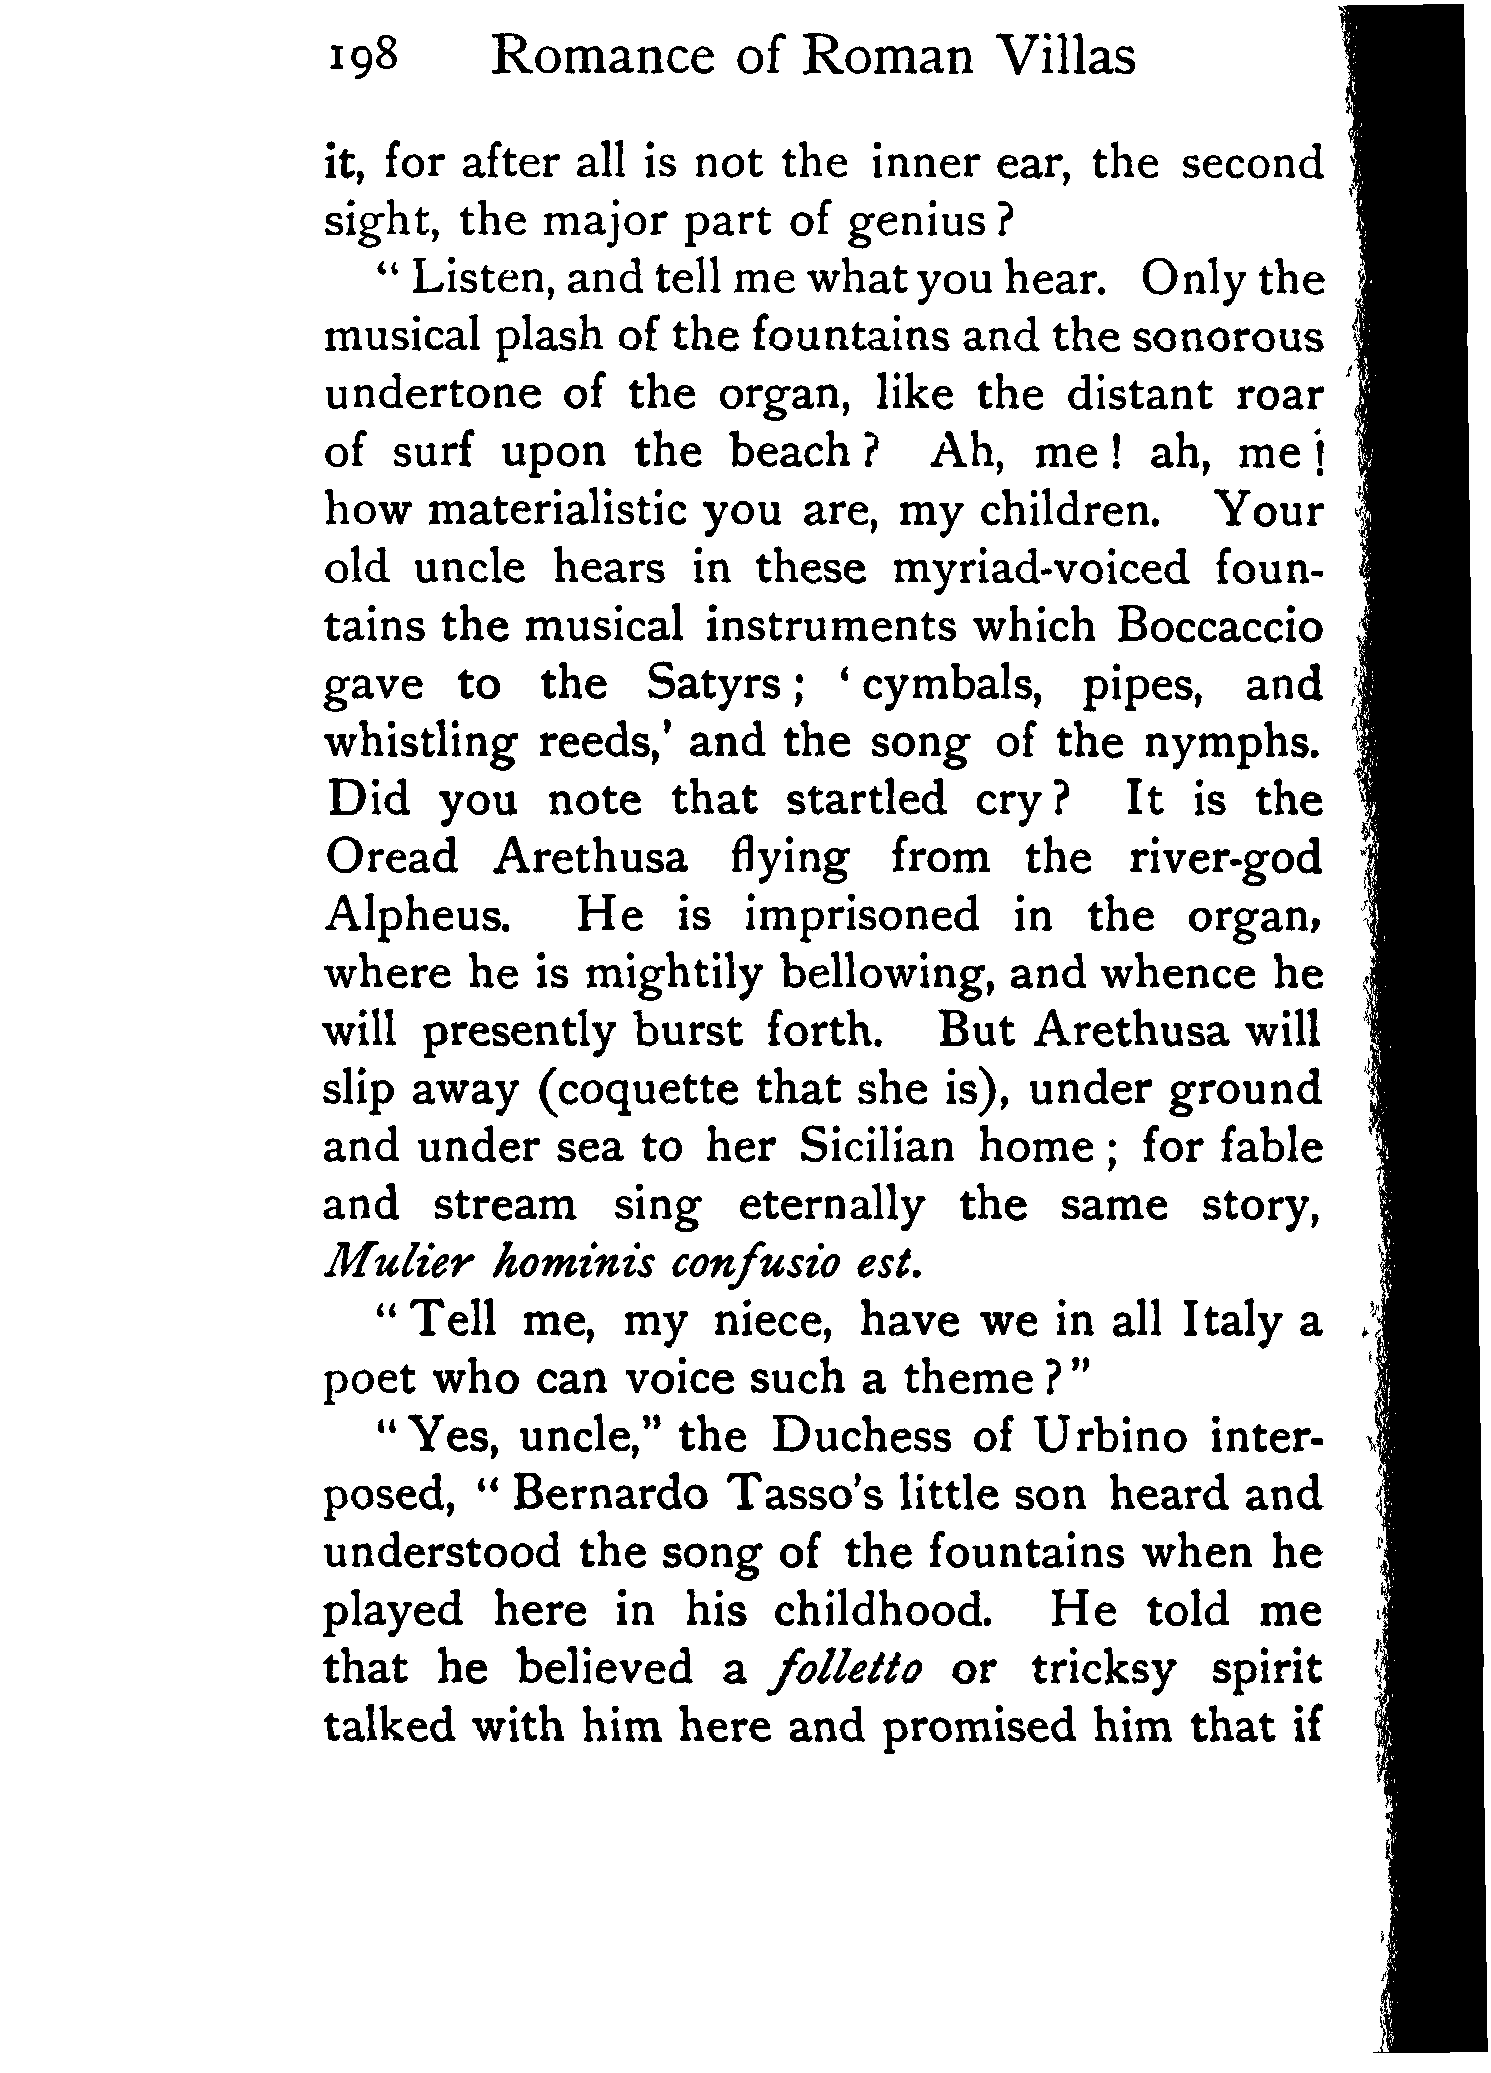 198 Romance of Roman Villas
it, for after all is not the inner ear, the second
sight, the major part of genius?
“Listen, and tell me what you hear. Only the
musical plash of the fountains and the sonorous
undertone of the organ, like the distant roar
of surf upon the beach? Ah, me! ah, me!
how materialistic you are, my children. Your
old uncle hears in these myriad-voiced foun-
tains the musical instruments which Boccaccio
gave to the Satyrs; ‘cymbals, pipes, and
whistling reeds,’ and the song of the nymphs.
Did you note that startled cry? It is the
Oread Arethusa flying from the river-god
Alpheus. He is imprisoned in the organ,
where he is mightily bellowing, and whence he
will presently burst forth. But Arethusa will
slip away (coquette that she is), under ground
and under sea to her Sicilian home; for fable
and stream sing eternally the same story,
Mulier hominis confusio est.
“Tell me, my niece, have we in all Italy a
poet who can voice such a theme?”
“Yes, uncle,” the Duchess of Urbino inter-
posed, “Bernardo Tasso’s little son heard and
understood the song of the fountains when he
played here in his childhood. He told me
that he believed a folletto or tricksy spirit
talked with him here and promised him that if